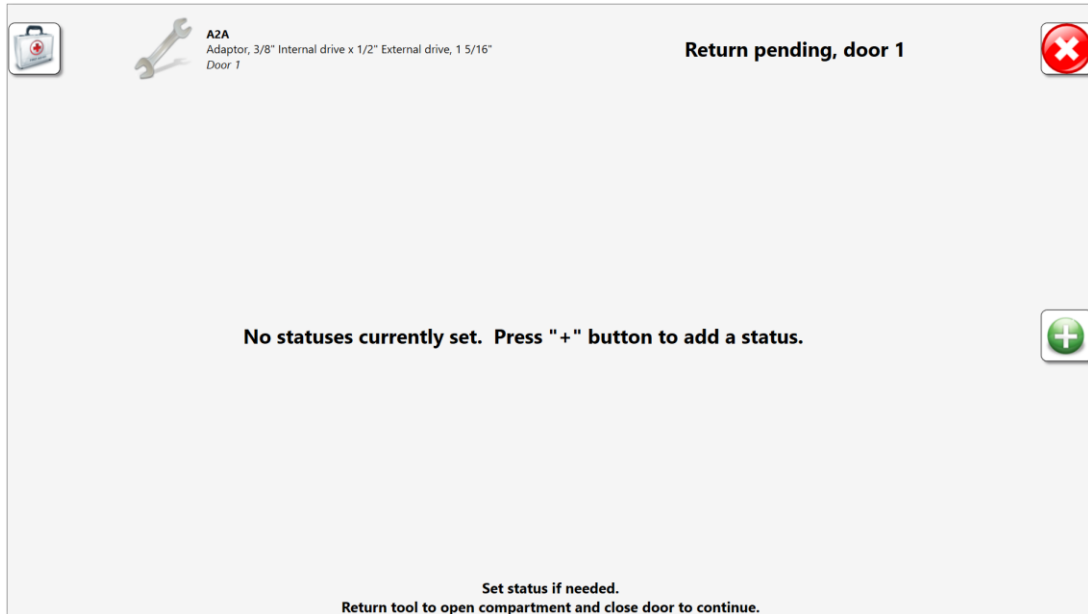 A2A
Adaptor, 3/8" Internal drive x 1/2" External drive, 1 5/16"
Door 1
Return pending, door 1
No statuses currently set.  Press "+" button to add a status.
Set status if needed.
Return tool to open compartment and close door to continue.